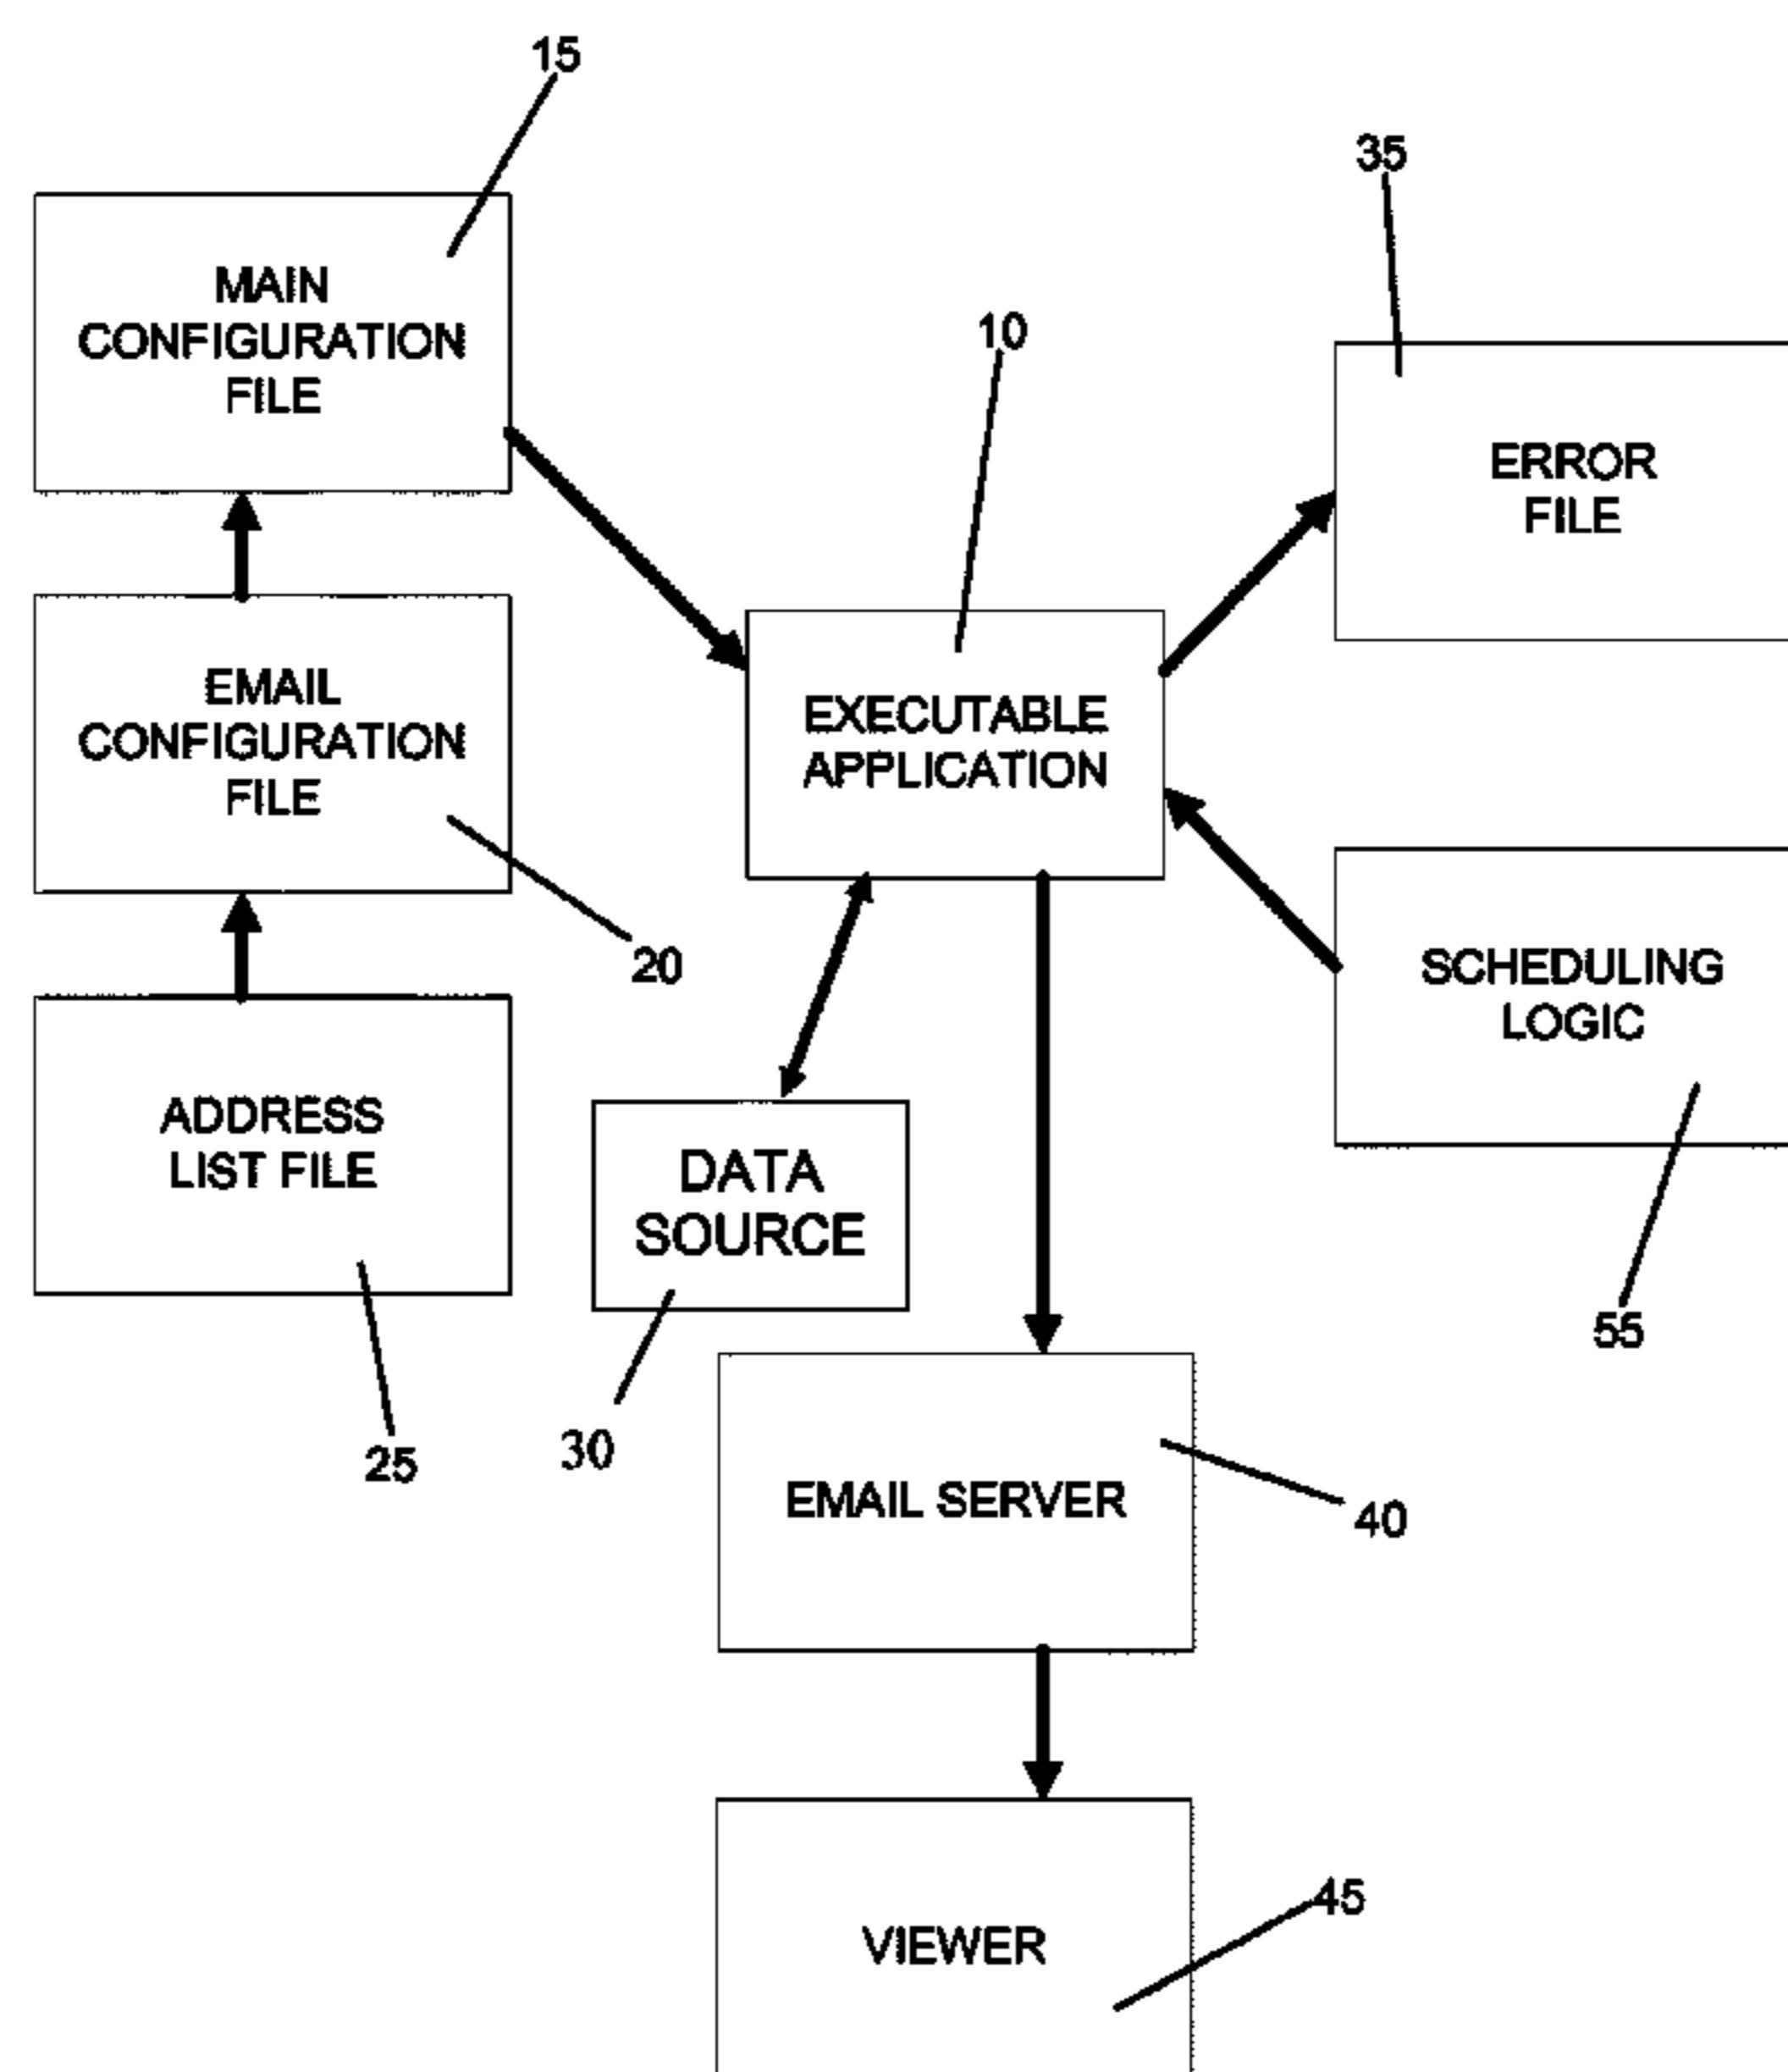 15
35
MAIN
CONFIGURATION
FILE
10
ERROR
FILE
EMAIL
CONFIGURATION
FILE
EXECUTABLE
APPLICATION
20
SCHEDULING
LOGIC
ADDRESS
LIST FILE
DATA
SOURCE
55
25
30
EMAIL SERVER
40
45
VIEWER